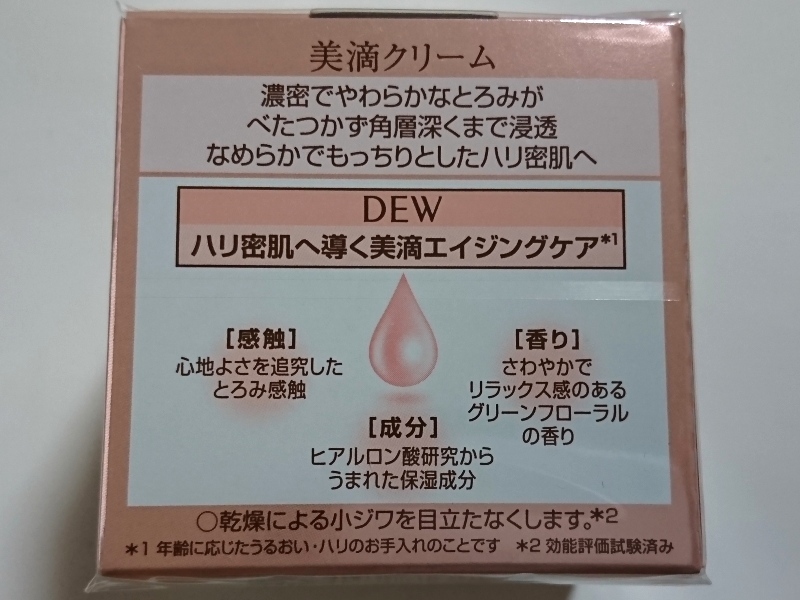 美滴クリーム
濃密でやわらかなとろみが
べたつかず角層深くまで浸透
なめらかでもっちりとしたハリ密肌へ
DEW
ハリ密肌へ導く美滴エイジングケア*1
[感触]
心地よさを追究した
とろみ感触
[香り]
さわやかで
リラックス感のある
グリーンフローラル
の香り
[成分]
ヒアルロン酸研究から
うまれた保湿成分
○乾燥による小ジワを目立たなくします。*2
*1 年齢に応じたうるおい・ハリのお手入れのことです *2 効能評価試験済み